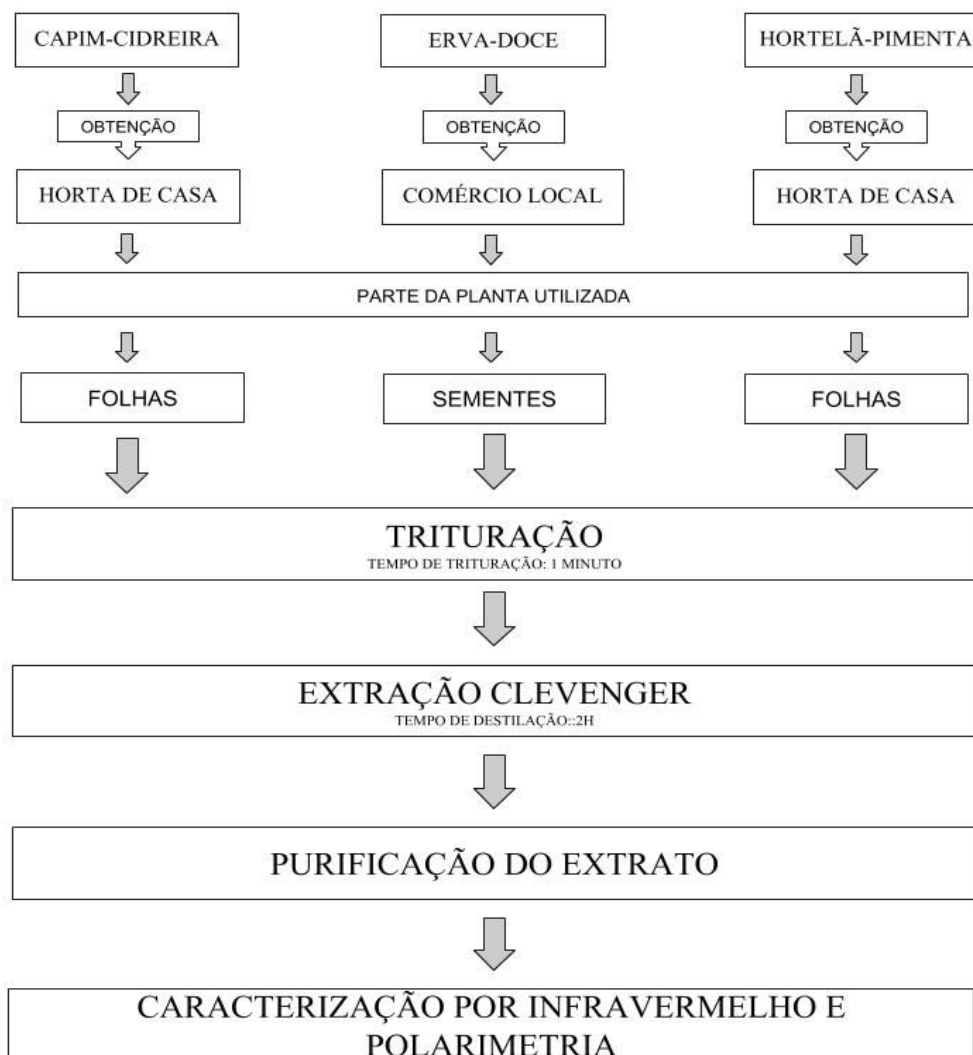 CAPIM-CIDREIRA
ERVA-DOCE
HORTELÃ-PIMENTA
OBTENÇÃO
OBTENÇÃO
OBTENÇÃO
HORTA DE CASA
COMÉRCIO LOCAL
HORTA DE CASA
PARTE DA PLANTA UTILIZADA
FOLHAS
SEMENTES
FOLHAS
TRITURAÇÃO
TEMPO DE TRITURAÇÃO: 1 MINUTO
EXTRAÇÃO CLEVENGER
TEMPO DE DESTILAÇÃO::2H
PURIFICAÇÃO DO EXTRATO
CARACTERIZAÇÃO POR INFRAVERMELHO E
POLARIMETRIA